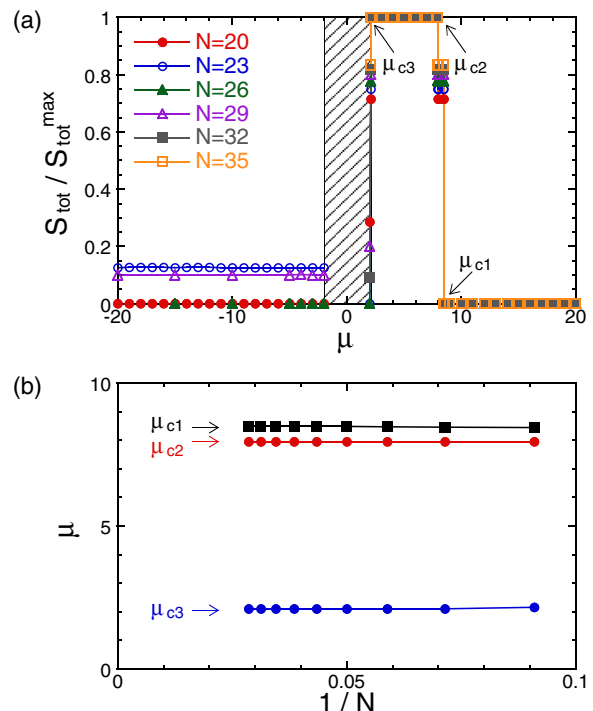 (a)
S_tot / S_tot^max
1
0.8
0.6
0.4
0.2
0
N=20
N=23
N=26
N=29
N=32
N=35
μ_c3
μ_c2
μ_c1
-20
-10
0
10
20
μ
(b)
μ
10
5
0
μ_c1
μ_c2
μ_c3
0
0.05
0.1
1 / N